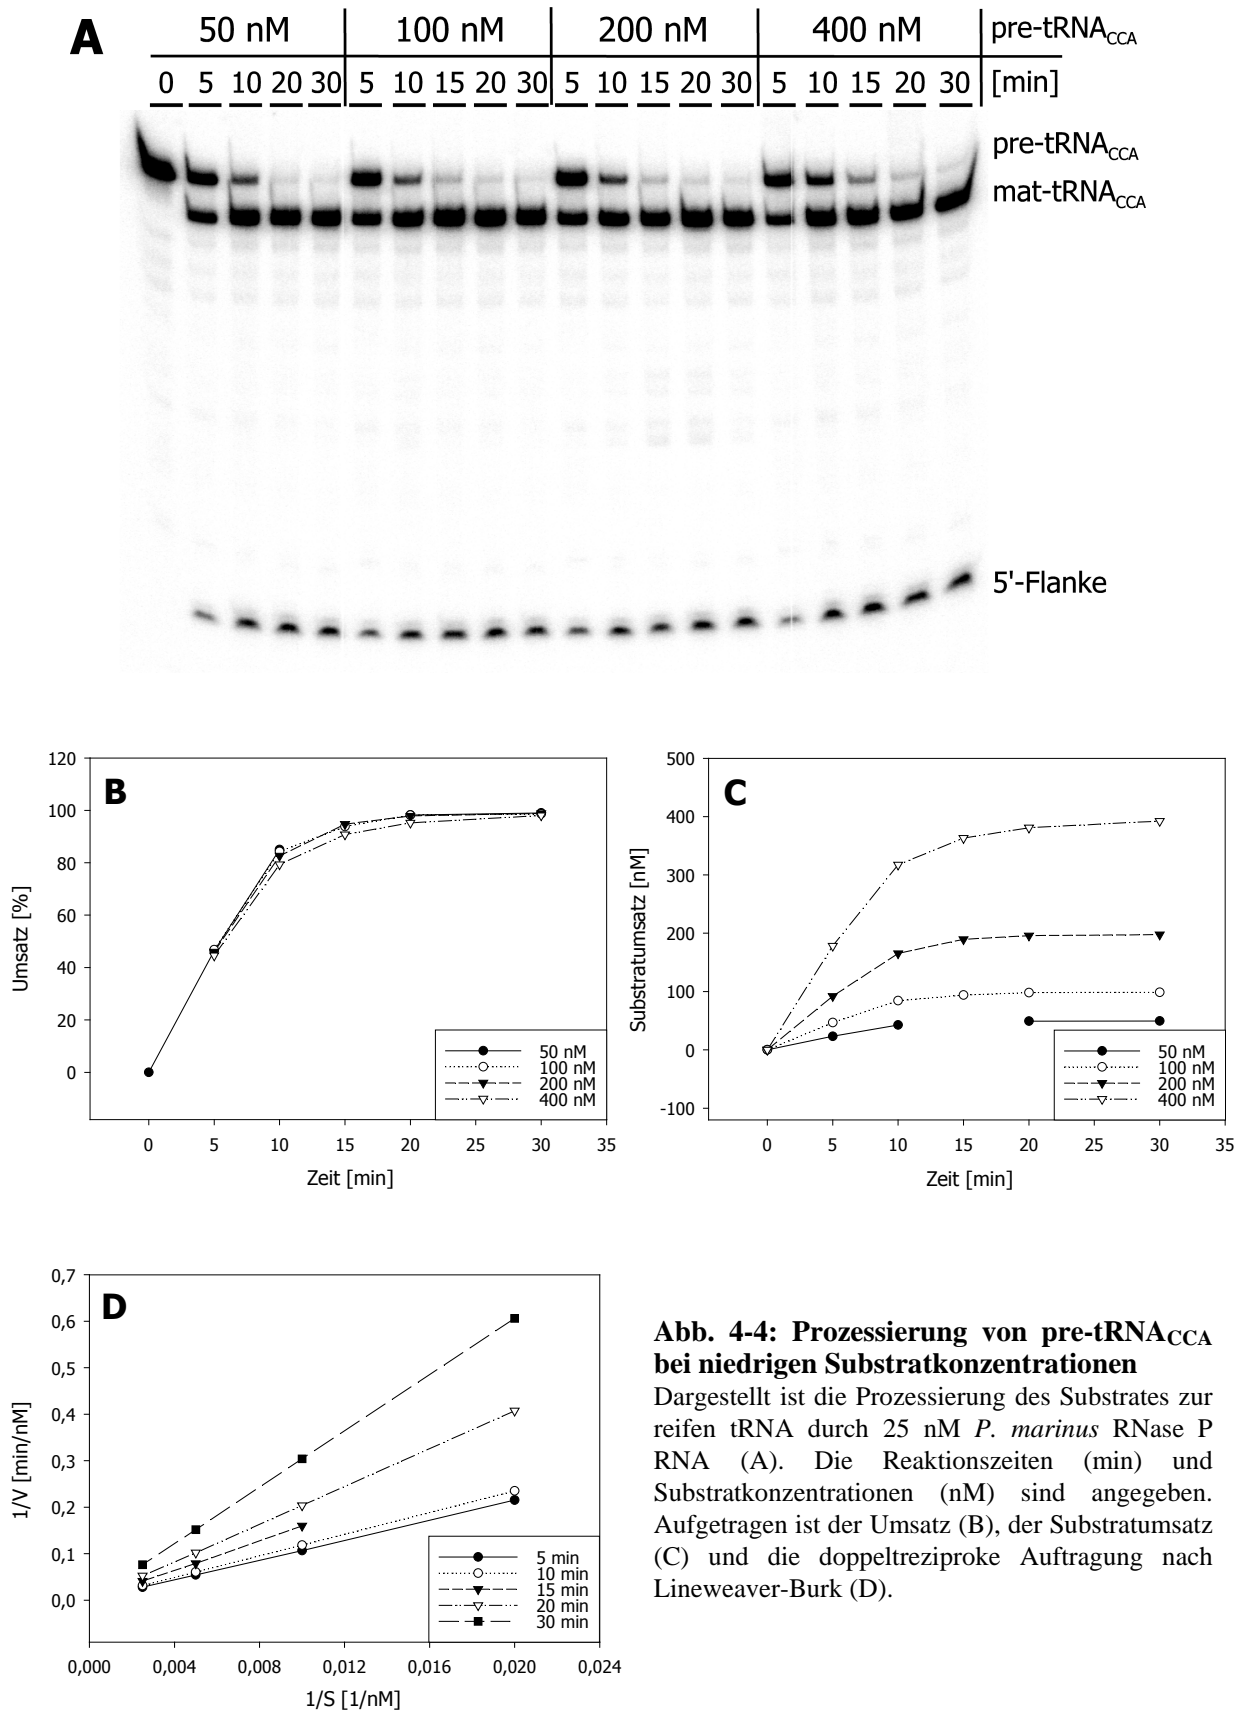 A
50 nM 100 nM 200 nM 400 nM pre-tRNACCA
0 5 10 20 30 5 10 15 20 30 5 10 15 20 30 5 10 15 20 30 [min]
pre-tRNACCA
mat-tRNACCA
5'-Flanke
B
120
100
80
60
40
20
0
Umsatz [%]
50 nM
100 nM
200 nM
400 nM
0 5 10 15 20 25 30 35
Zeit [min]
C
500
400
300
200
100
0
-100
Substratumsatz [nM]
50 nM
100 nM
200 nM
400 nM
0 5 10 15 20 25 30 35
Zeit [min]
D
0,7
0,6
0,5
0,4
0,3
0,2
0,1
0,0
1/V [min/nM]
5 min
10 min
15 min
20 min
30 min
0,000 0,004 0,008 0,012 0,016 0,020 0,024
1/S [1/nM]
Abb. 4-4: Prozessierung von pre-tRNACCA
bei niedrigen Substratkonzentrationen
Dargestellt ist die Prozessierung des Substrates zur
reifen tRNA durch 25 nM P. marinus RNase P
RNA (A). Die Reaktionszeiten (min) und
Substratkonzentrationen (nM) sind angegeben.
Aufgetragen ist der Umsatz (B), der Substratumsatz
(C) und die doppeltreziproke Auftragung nach
Lineweaver-Burk (D).